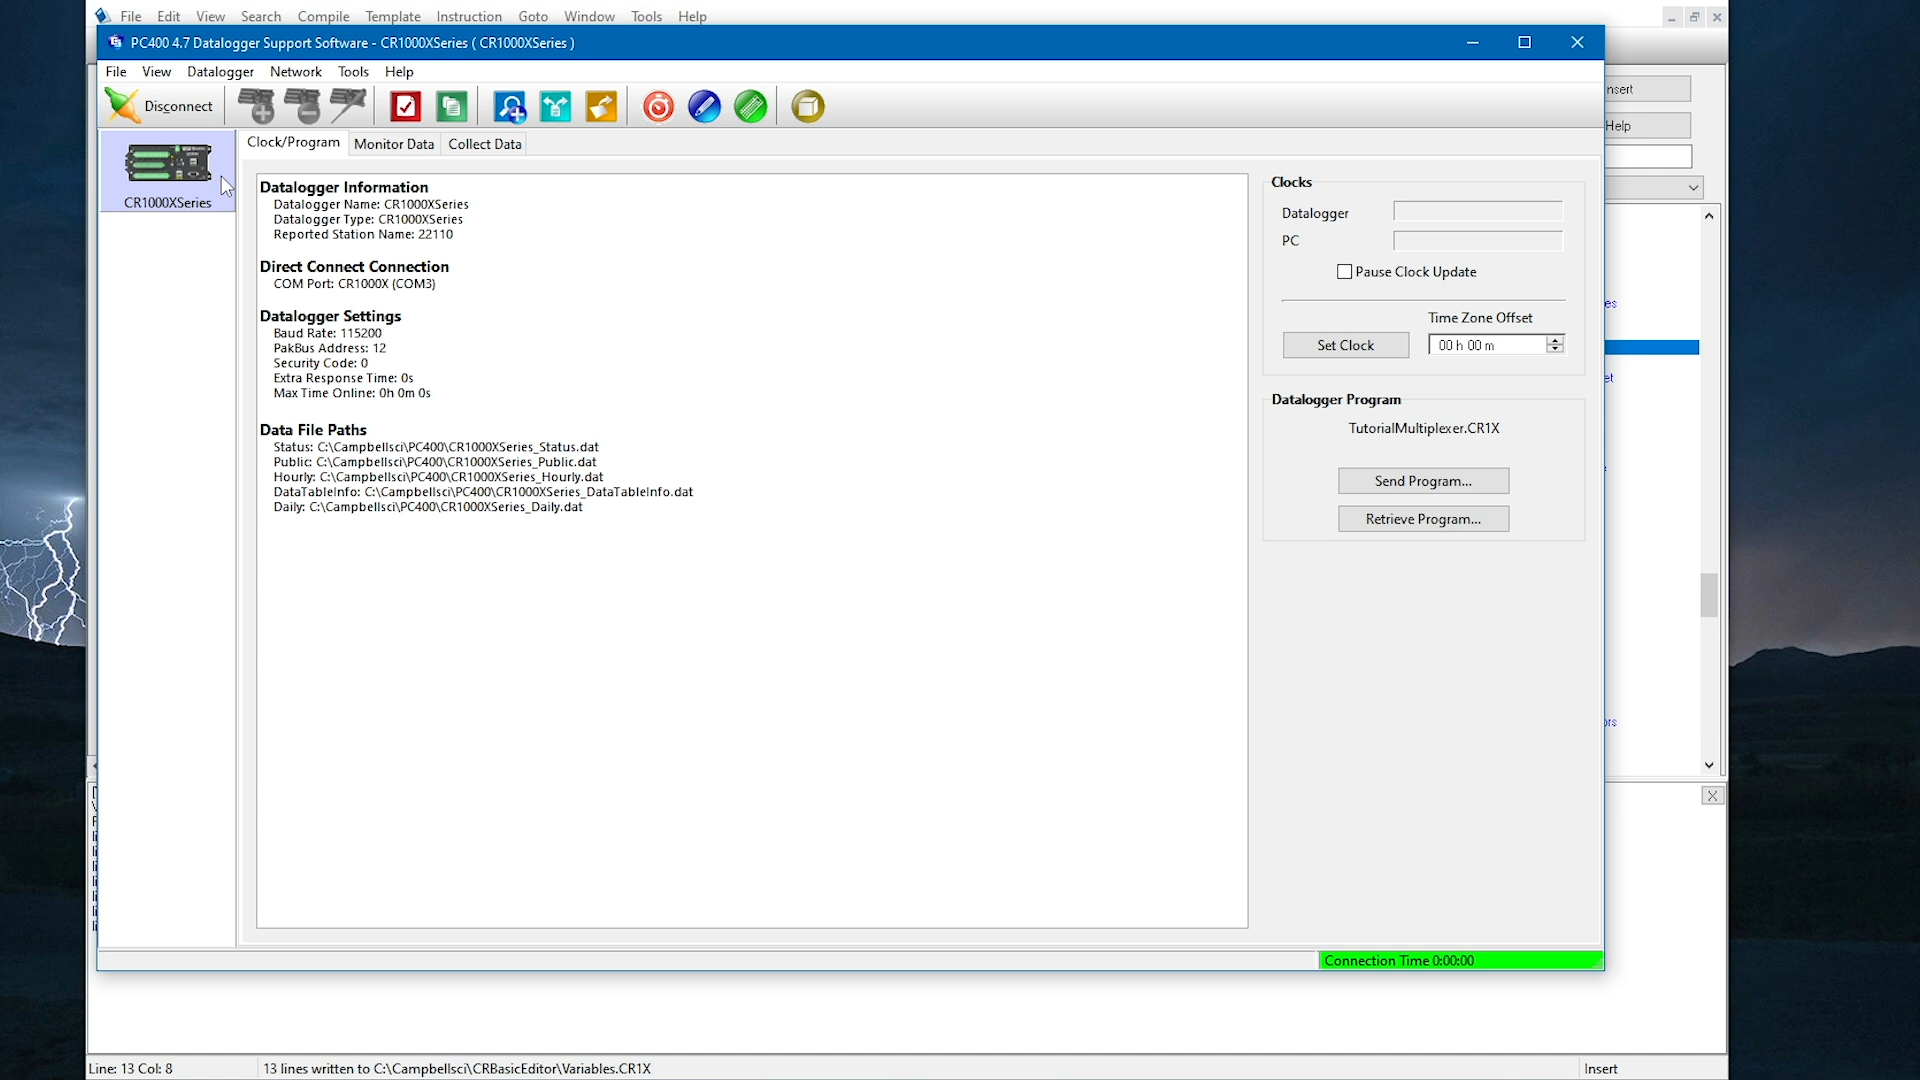 File Edit View Search Compile Template Instruction Goto Window Tools Help
PC400 4.7 Datalogger Support Software - CR1000XSeries ( CR1000XSeries )
File View Datalogger Network Tools Help
Disconnect
nsert
Help
CR1000XSeries
Clock/Program Monitor Data Collect Data
Datalogger Information
Datalogger Name: CR1000XSeries
Datalogger Type: CR1000XSeries
Reported Station Name: 22110
Direct Connect Connection
COM Port: CR1000X (COM3)
Datalogger Settings
Baud Rate: 115200
PakBus Address: 12
Security Code: 0
Extra Response Time: 0s
Max Time Online: 0h 0m 0s
Data File Paths
Status: C:\Campbellsci\PC400\CR1000XSeries_Status.dat
Public: C:\Campbellsci\PC400\CR1000XSeries_Public.dat
Hourly: C:\Campbellsci\PC400\CR1000XSeries_Hourly.dat
DataTableInfo: C:\Campbellsci\PC400\CR1000XSeries_DataTableInfo.dat
Daily: C:\Campbellsci\PC400\CR1000XSeries_Daily.dat
Clocks
Datalogger
PC
Pause Clock Update
Time Zone Offset
Set Clock 00 h 00 m
Datalogger Program
TutorialMultiplexer.CR1X
Send Program...
Retrieve Program...
es
et
ors
Connection Time 0:00:00
Line: 13 Col: 8 13 lines written to C:\Campbellsci\CRBasicEditor\Variables.CR1X Insert